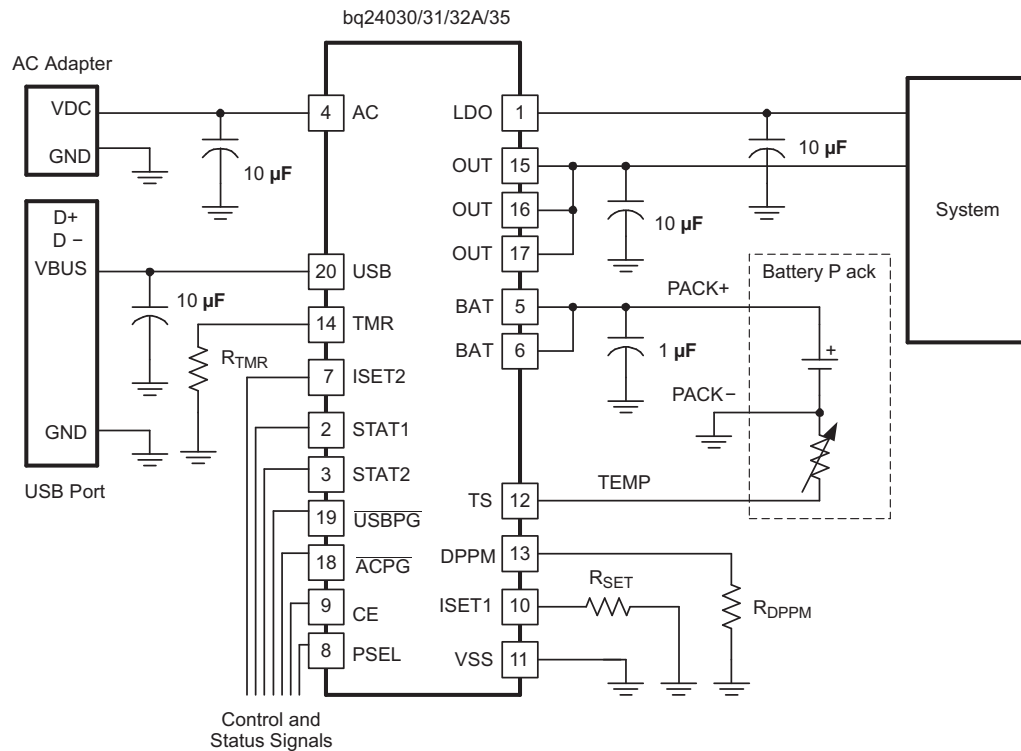 bq24030/31/32A/35
AC Adapter
VDC
GND
10 µF
4
AC
LDO
1
10 µF
OUT
15
OUT
16
OUT
17
10 µF
System
D+
D −
VBUS
GND
USB Port
10 µF
20
USB
14
TMR
RTMR
7
ISET2
2
STAT1
3
STAT2
19
USBPG
18
ACPG
9
CE
8
PSEL
Control and
Status Signals
BAT
5
BAT
6
PACK+
1 µF
Battery P ack
+
PACK−
TEMP
TS
12
DPPM
13
RSET
ISET1
10
RDPPM
VSS
11